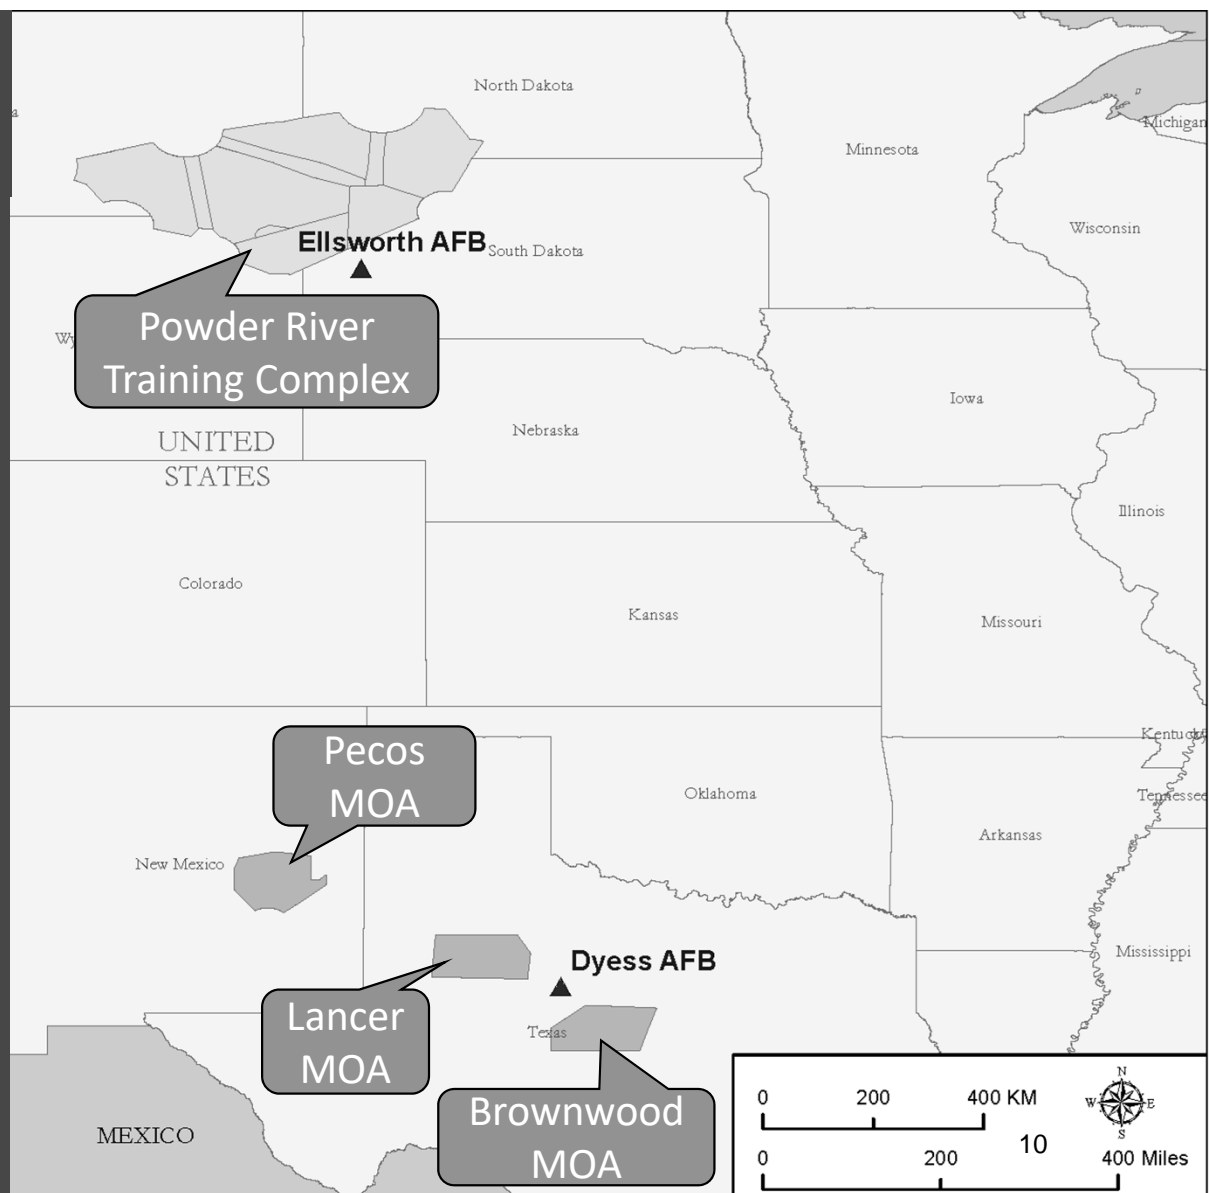 North Dakota
Michigan
Minnesota
Wisconsin
Ellsworth AFB
South Dakota
Powder River
Training Complex
Wy
Iowa
Nebraska
UNITED
STATES
Illinois
Colorado
Kansas
Missouri
Kentucky
Pecos
MOA
Oklahoma
Tennessee
Arkansas
New Mexico
Mississippi
Dyess AFB
Lancer
MOA
Texas
Brownwood
MOA
MEXICO
N
W E
S
0 200 400 KM
10
0 200 400 Miles